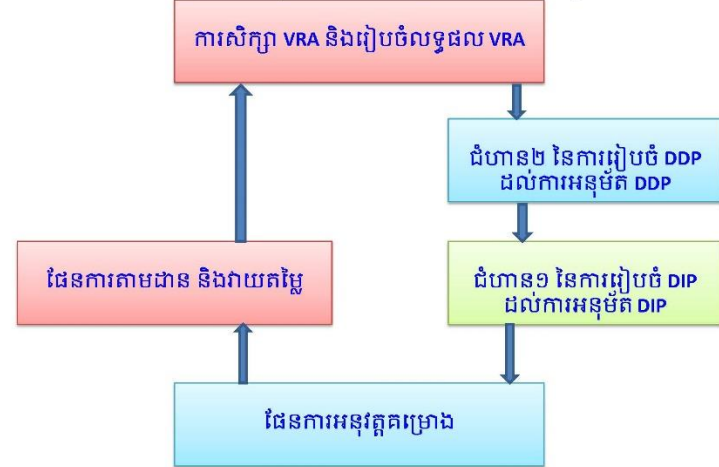 ការសិក្សា VRA និងរៀបចំលទ្ធផល VRA
ជំហាន២ នៃការរៀបចំ DDP
ដល់ការអនុម័ត DDP
ផែនការតាមដាន និងវាយតម្លៃ
ជំហាន១ នៃការរៀបចំ DIP
ដល់ការអនុម័ត DIP
ផែនការអនុវត្តគម្រោង